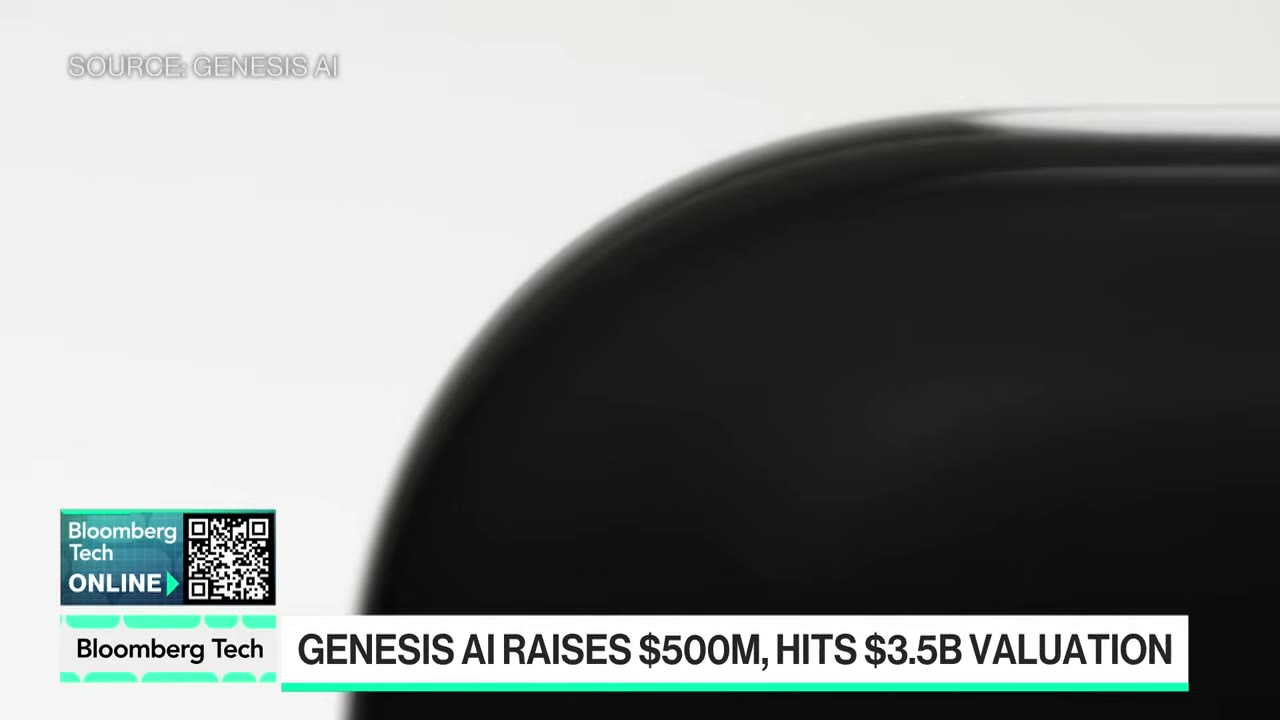 SOURCE: GENESIS AI
Bloomberg
Tech
ONLINE
Bloomberg Tech
GENESIS AI RAISES $500M, HITS $3.5B VALUATION